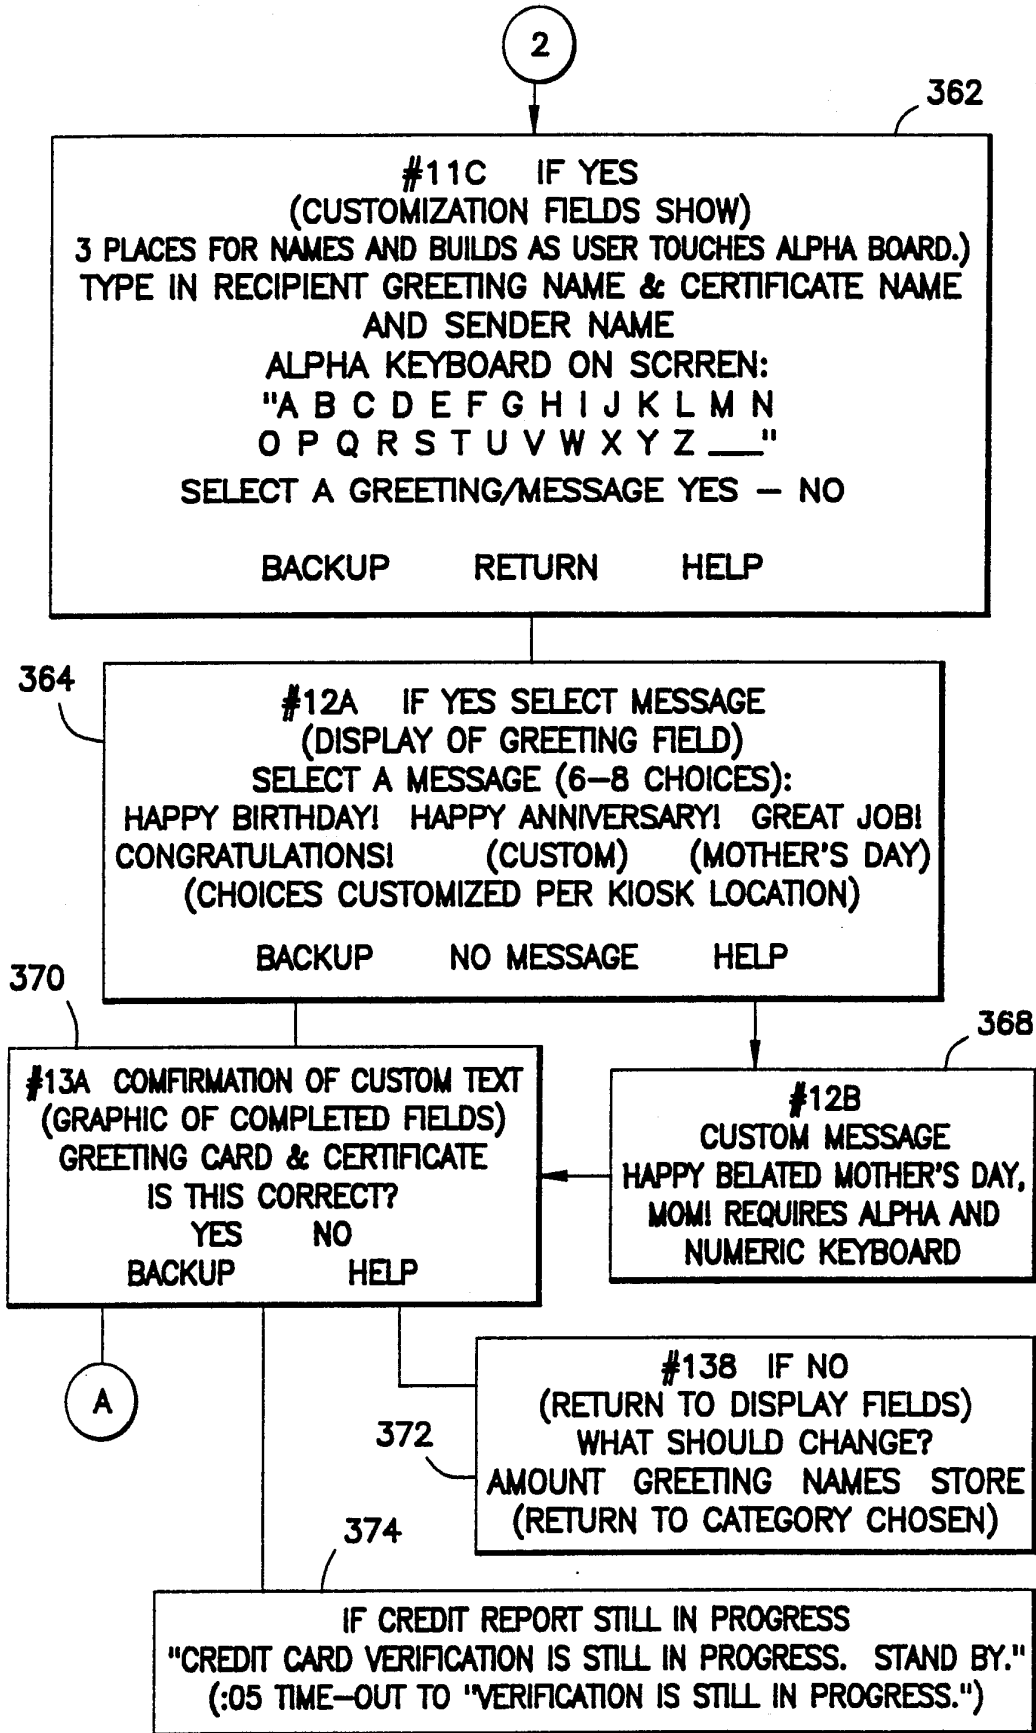 2
362
#11C IF YES
(CUSTOMIZATION FIELDS SHOW)
3 PLACES FOR NAMES AND BUILDS AS USER TOUCHES ALPHA BOARD.)
TYPE IN RECIPIENT GREETING NAME & CERTIFICATE NAME
AND SENDER NAME
ALPHA KEYBOARD ON SCRREN:
"A B C D E F G H I J K L M N
O P Q R S T U V W X Y Z __"
SELECT A GREETING/MESSAGE YES – NO
BACKUP RETURN HELP
364
#12A IF YES SELECT MESSAGE
(DISPLAY OF GREETING FIELD)
SELECT A MESSAGE (6–8 CHOICES):
HAPPY BIRTHDAY! HAPPY ANNIVERSARY! GREAT JOB!
CONGRATULATIONS! (CUSTOM) (MOTHER'S DAY)
(CHOICES CUSTOMIZED PER KIOSK LOCATION)
BACKUP NO MESSAGE HELP
370
#13A COMFIRMATION OF CUSTOM TEXT
(GRAPHIC OF COMPLETED FIELDS)
GREETING CARD & CERTIFICATE
IS THIS CORRECT?
YES NO
BACKUP HELP
368
#12B
CUSTOM MESSAGE
HAPPY BELATED MOTHER'S DAY,
MOM! REQUIRES ALPHA AND
NUMERIC KEYBOARD
A
372
#138 IF NO
(RETURN TO DISPLAY FIELDS)
WHAT SHOULD CHANGE?
AMOUNT GREETING NAMES STORE
(RETURN TO CATEGORY CHOSEN)
374
IF CREDIT REPORT STILL IN PROGRESS
"CREDIT CARD VERIFICATION IS STILL IN PROGRESS. STAND BY."
(:05 TIME–OUT TO "VERIFICATION IS STILL IN PROGRESS.")